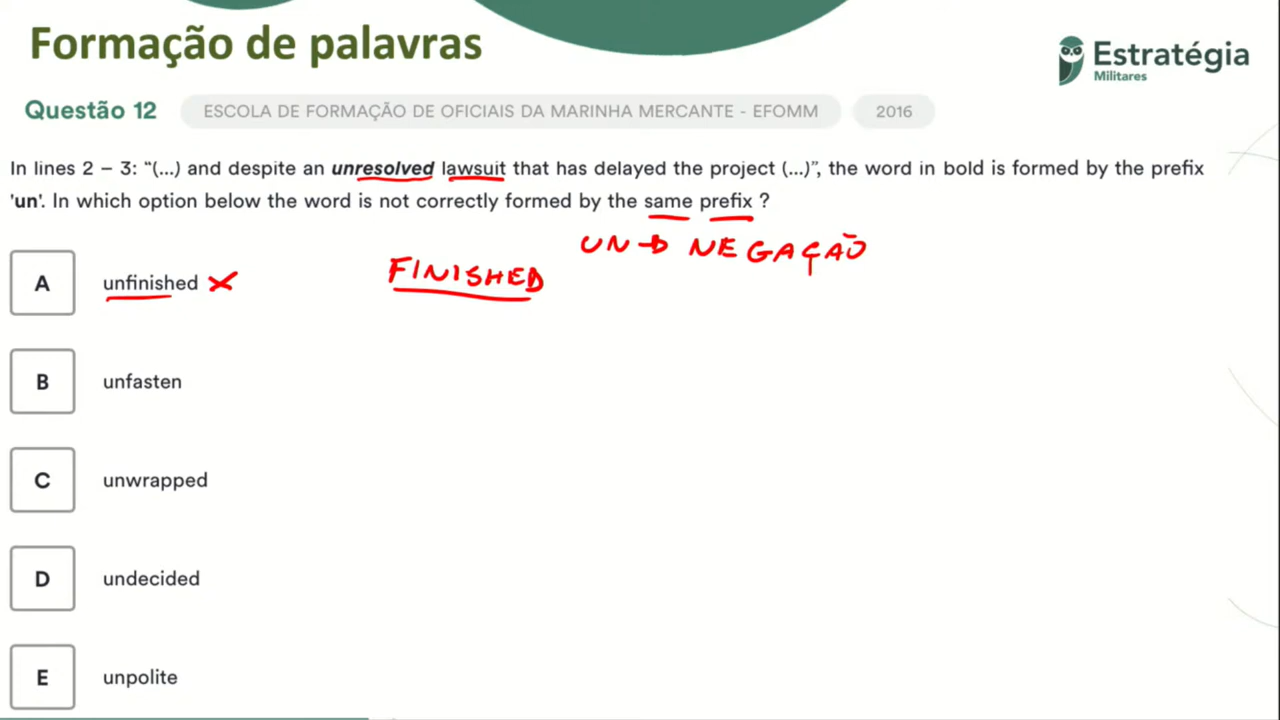 Formação de palavras
Estratégia
Militares
Questão 12 ESCOLA DE FORMAÇÃO DE OFICIAIS DA MARINHA MERCANTE - EFOMM 2016
In lines 2 – 3: “(...) and despite an unresolved lawsuit that has delayed the project (...)”, the word in bold is formed by the prefix
'un'. In which option below the word is not correctly formed by the same prefix ?
UN → NEGAÇÃO
A unfinished X FINISHED
B unfasten
C unwrapped
D undecided
E unpolite